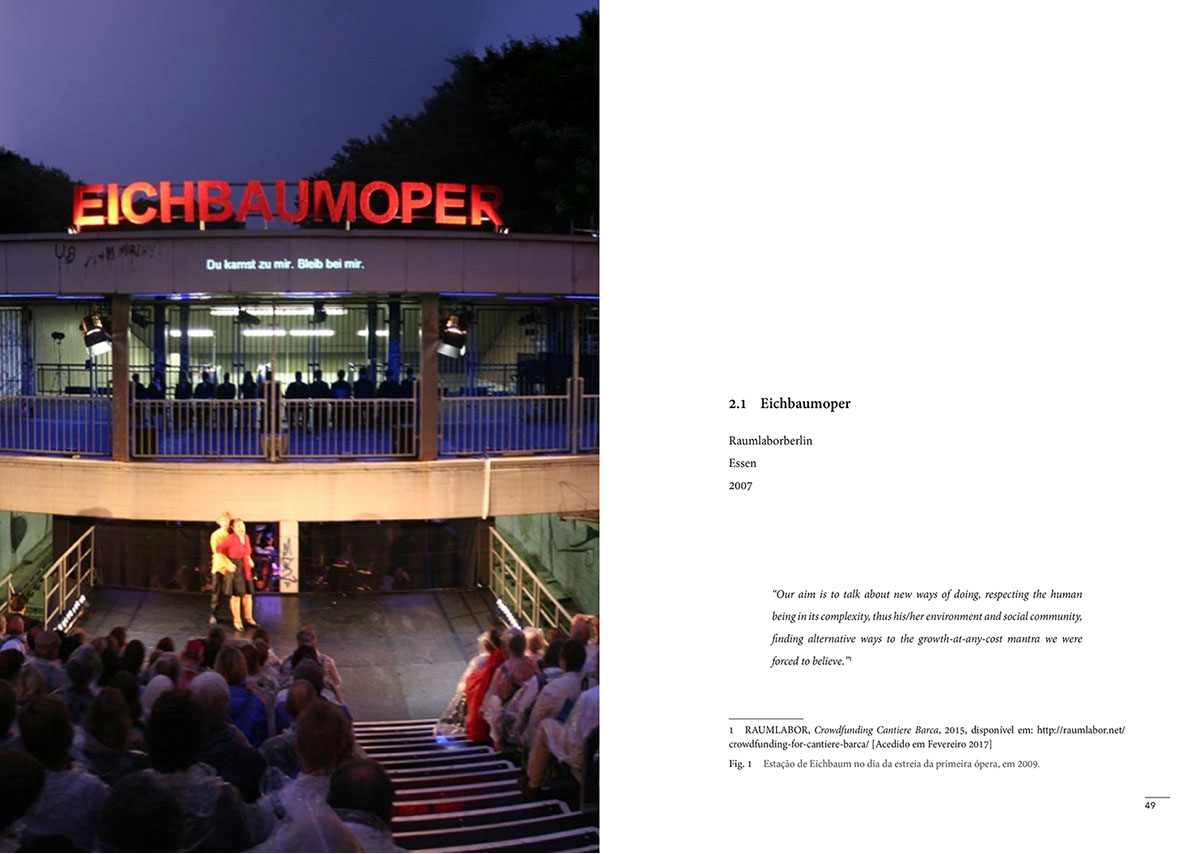 EICHBAUMOPER
Du kamst zu mir. Bleib bei mir.
2.1 Eichbaumoper
Raumlaborberlin
Essen
2007
“Our aim is to talk about new ways of doing, respecting the human
being in its complexity, thus his/her environment and social community,
finding alternative ways to the growth-at-any-cost mantra we were
forced to believe.”¹
1 RAUMLABOR, Crowdfunding Cantiere Barca, 2015, disponível em: http://raumlabor.net/
crowdfunding-for-cantiere-barca/ [Acedido em Fevereiro 2017]
Fig. 1 Estação de Eichbaum no dia da estreia da primeira ópera, em 2009.
49